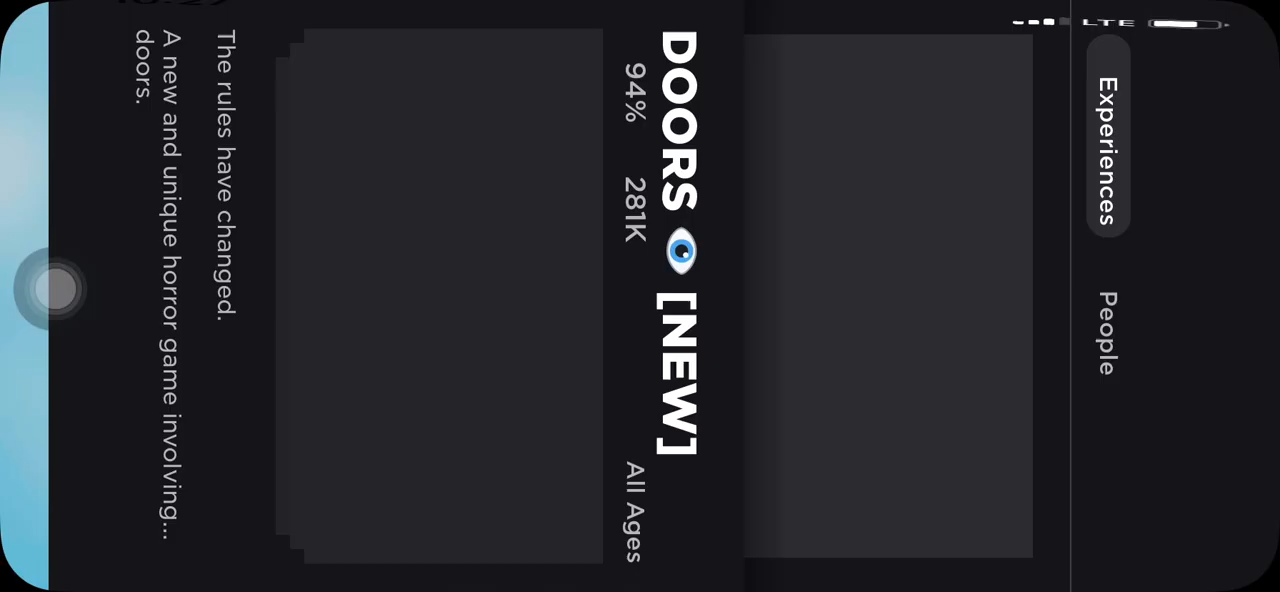 LTE
Experiences People
DOORS 👁️ [NEW]
94% 281K All Ages
The rules have changed.
A new and unique horror game involving...
doors.